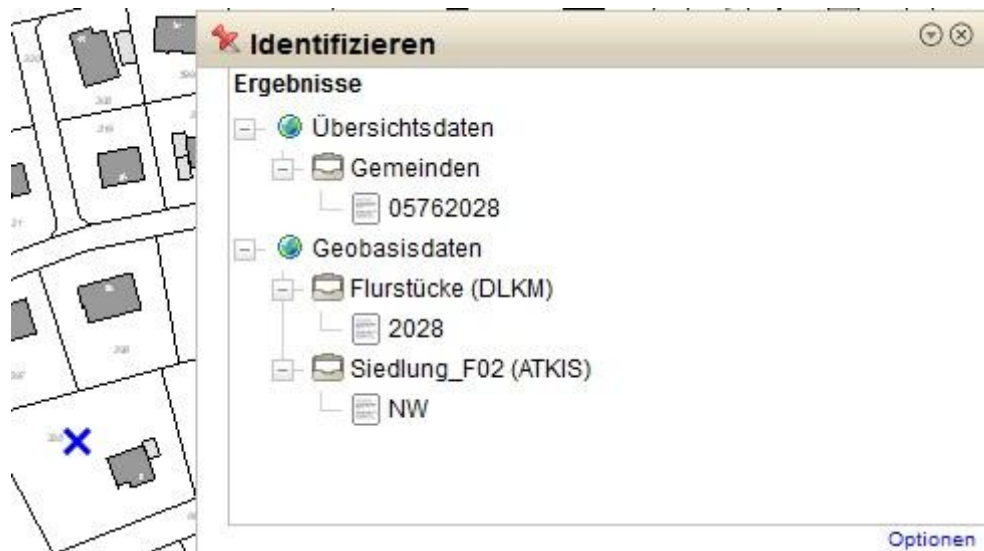 Identifizieren
Ergebnisse
Übersichtsdaten
Gemeinden
05762028
Geobasisdaten
Flurstücke (DLKM)
2028
Siedlung_F02 (ATKIS)
NW
Optionen